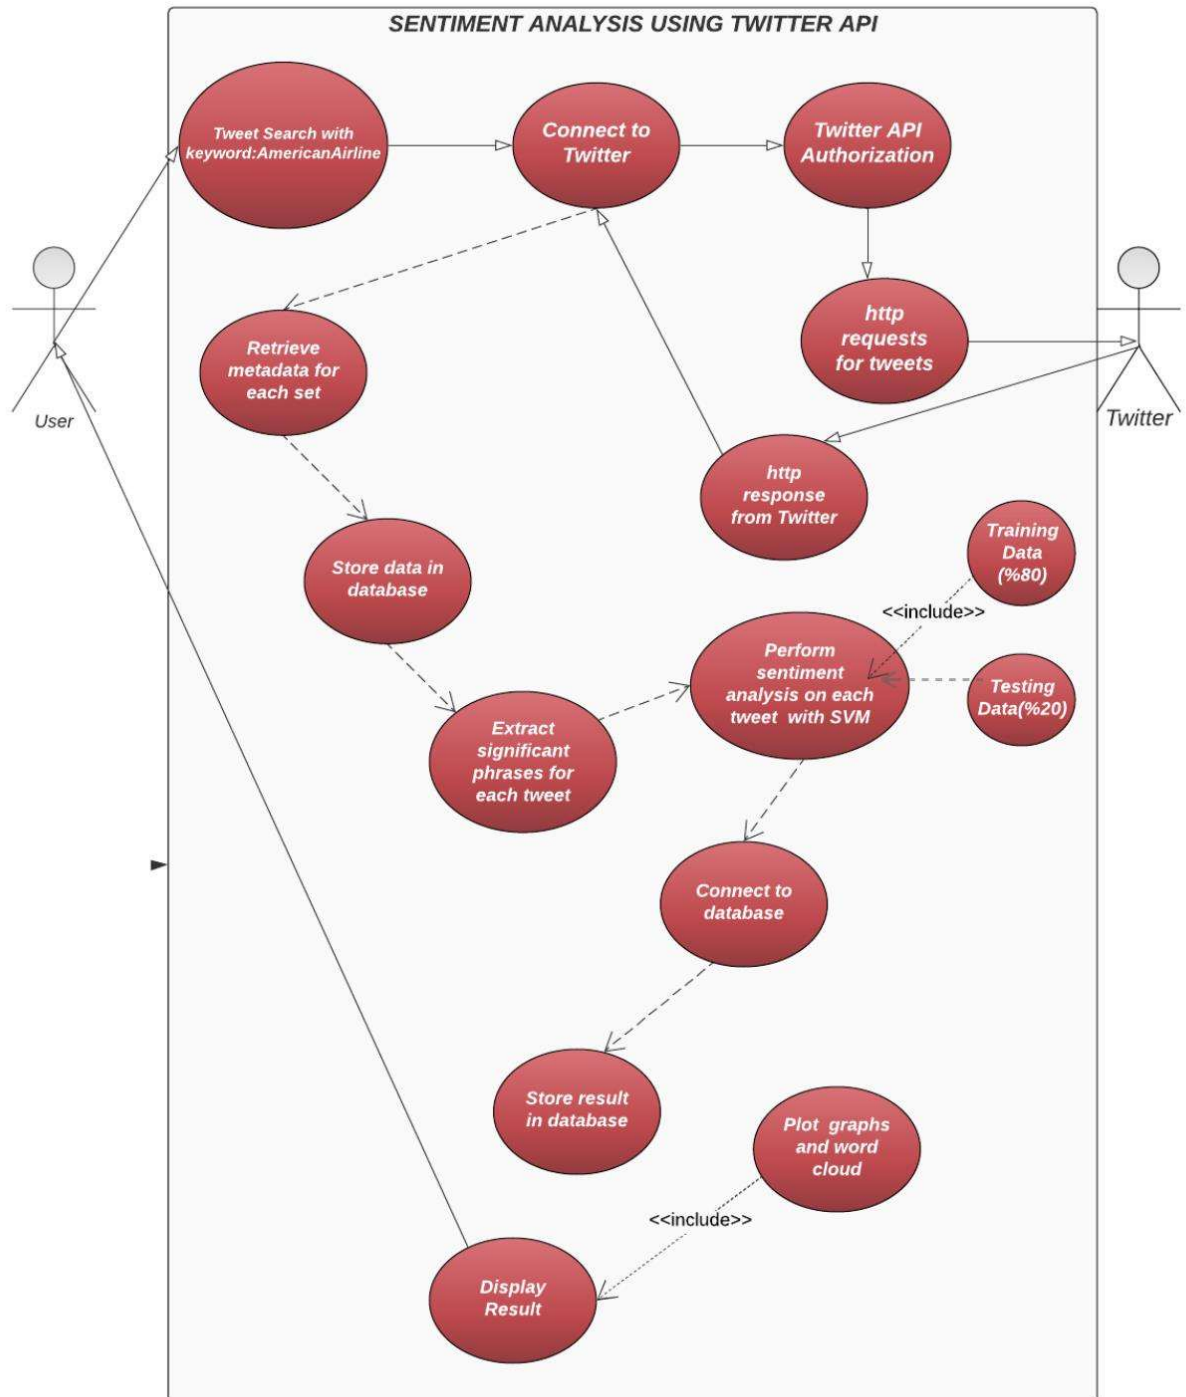 SENTIMENT ANALYSIS USING TWITTER API
Tweet Search with
keyword:AmericanAirline
Connect to
Twitter
Twitter API
Authorization
http
requests
for tweets
Retrieve
metadata for
each set
User
Twitter
http
response
from Twitter
Training
Data
(%80)
Store data in
database
<<include>>
Perform
sentiment
analysis on each
tweet with SVM
Testing
Data(%20)
Extract
significant
phrases for
each tweet
Connect to
database
Store result
in database
Plot graphs
and word
cloud
<<include>>
Display
Result